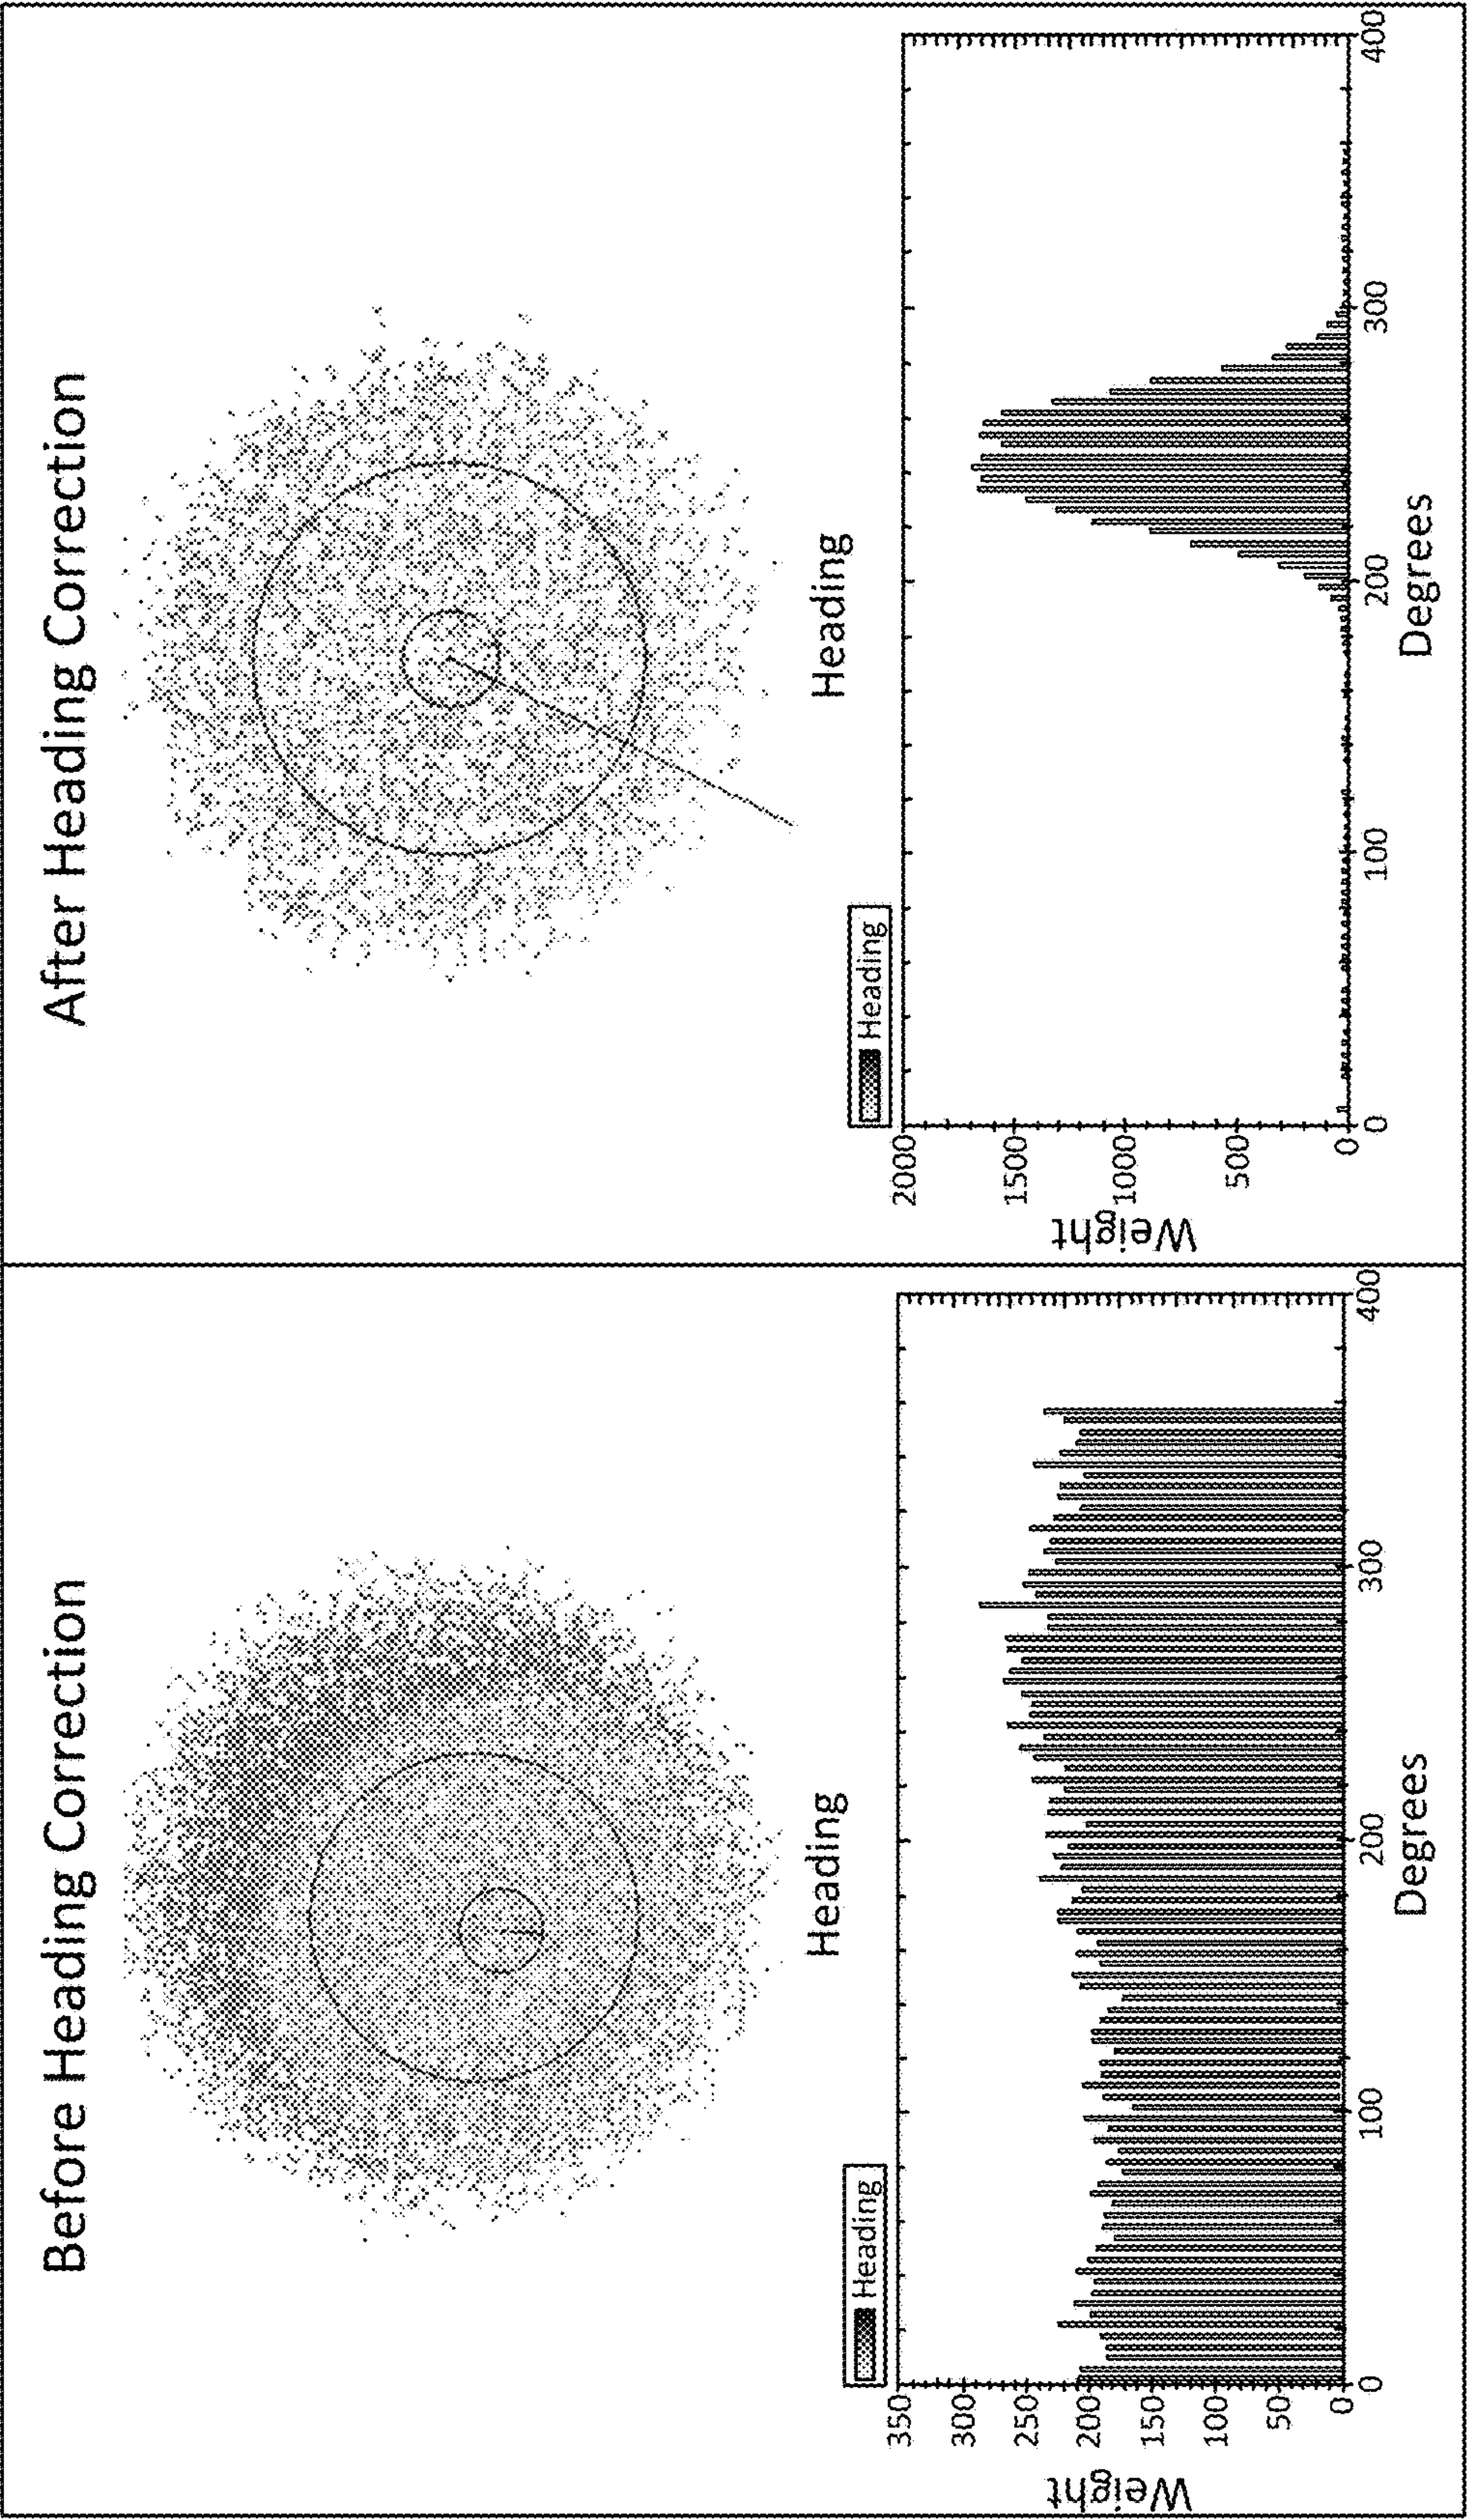 Before Heading Correction
Heading
Heading
Weight
350
300
250
200
150
100
50
0
0
100
200
300
400
Degrees
After Heading Correction
Heading
Heading
Weight
2000
1500
1000
500
0
0
100
200
300
400
Degrees